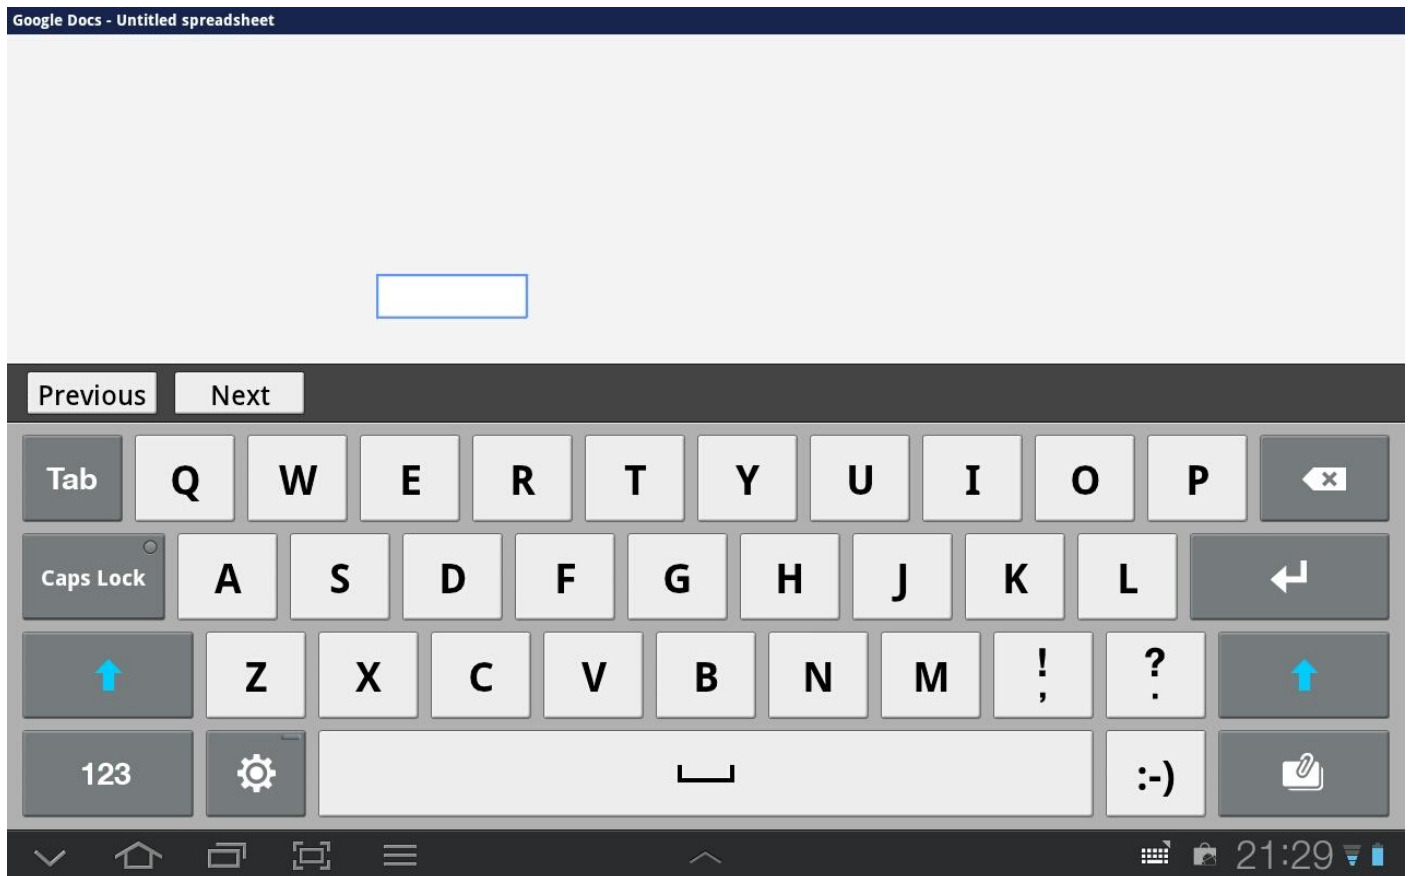 Google Docs - Untitled spreadsheet
Previous Next
Tab Q W E R T Y U I O P
Caps Lock A S D F G H J K L
Z X C V B N M ! ?
, .
123 :-)
21:29